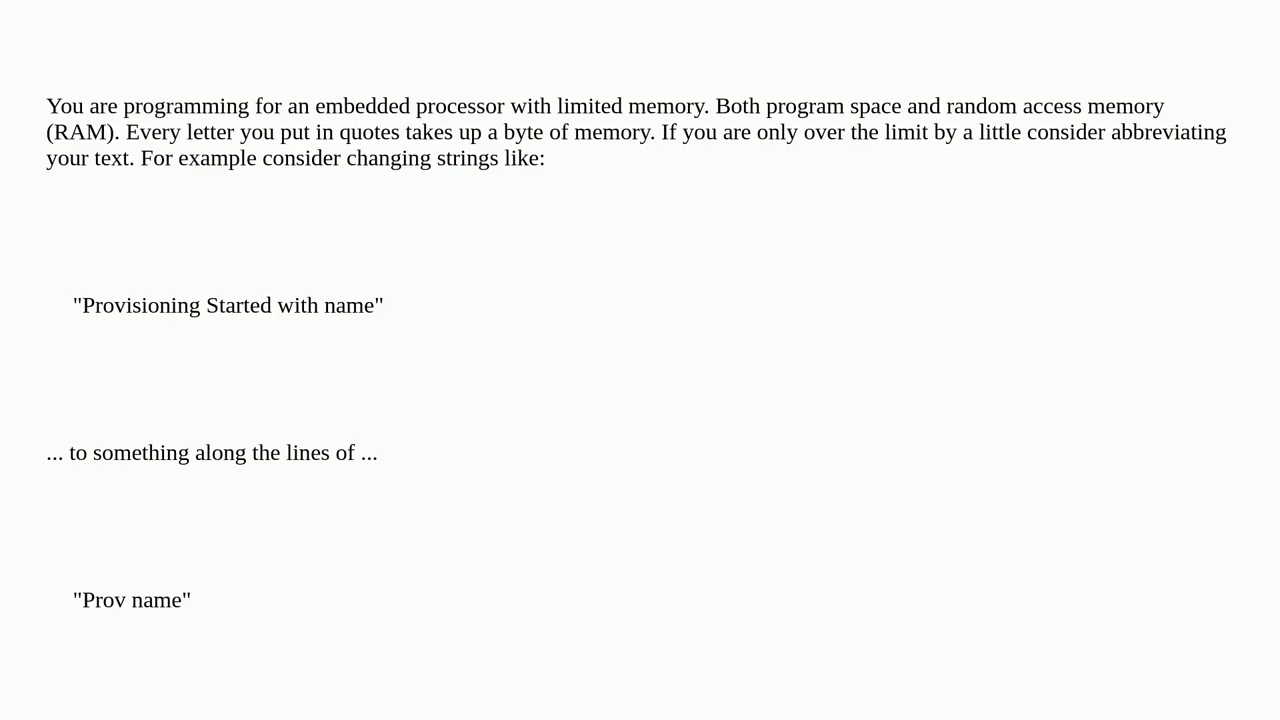 You are programming for an embedded processor with limited memory. Both program space and random access memory
(RAM). Every letter you put in quotes takes up a byte of memory. If you are only over the limit by a little consider abbreviating
your text. For example consider changing strings like:
"Provisioning Started with name"
... to something along the lines of ...
"Prov name"